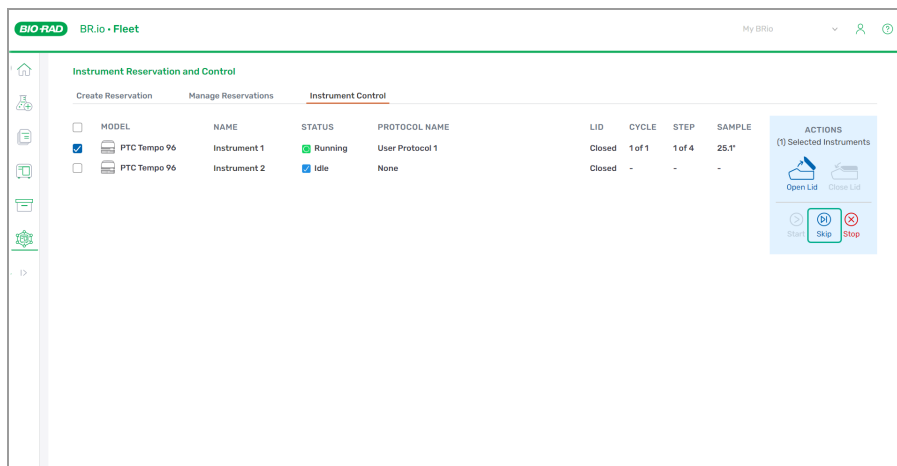 BIO-RAD BR.io • Fleet My BRio
Instrument Reservation and Control
Create Reservation Manage Reservations Instrument Control
MODEL NAME STATUS PROTOCOL NAME LID CYCLE STEP SAMPLE
PTC Tempo 96 Instrument 1 Running User Protocol 1 Closed 1 of 1 1 of 4 25.1°
PTC Tempo 96 Instrument 2 Idle None Closed - - -
ACTIONS
(1) Selected Instruments
Open Lid Close Lid
Start Skip Stop